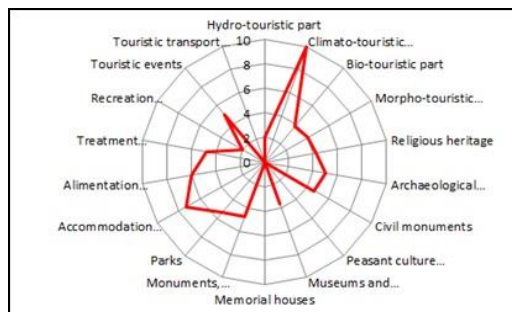 Hydro-touristic part
Touristic transport ...
Climato-touristic...
Touristic events
Bio-touristic part
Recreation ...
Morpho-touristic...
Treatment ...
Religious heritage
Alimentation ...
Archaeological ...
Accommodation ...
Civil monuments
Parks
Peasant culture ...
Monuments,...
Museums and ...
Memorial houses
10
8
6
4
2
0